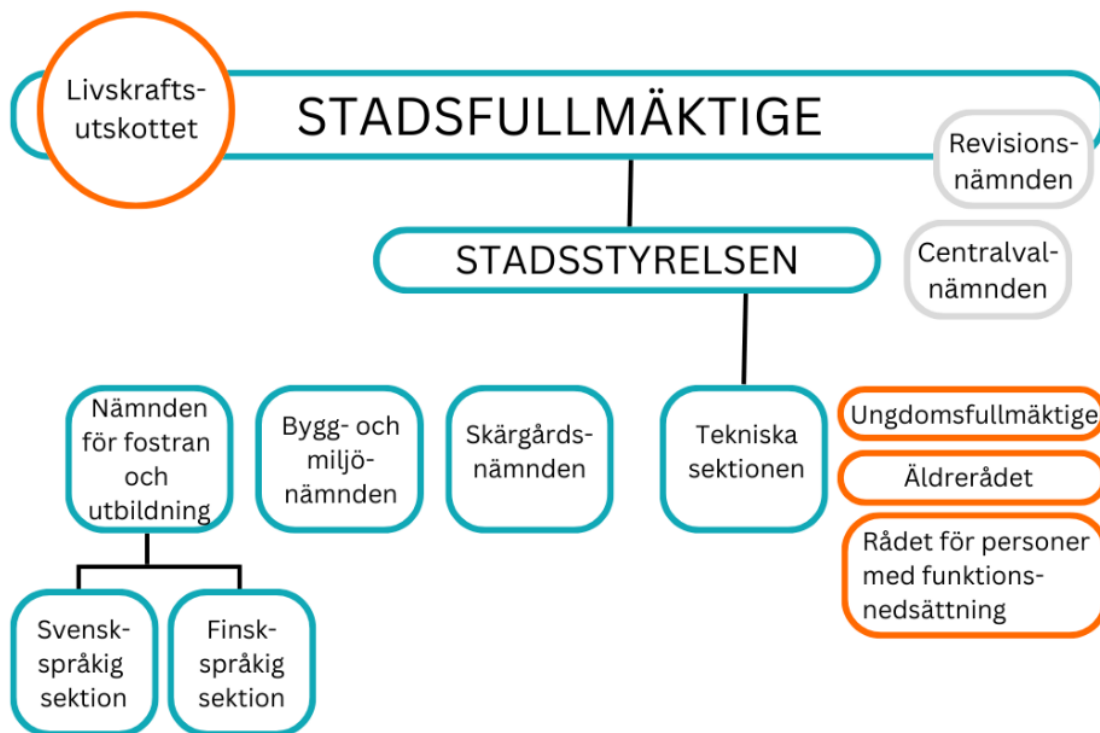 Livskrafts-
utskottet
STADSFULLMÄKTIGE
Revisions-
nämnden
STADSSTYRELSEN
Centralval-
nämnden
Nämnden
för fostran
och
utbildning
Bygg- och
miljö-
nämnden
Skärgårds-
nämnden
Tekniska
sektionen
Ungdomsfullmäktige
Äldrerådet
Rådet för personer
med funktions-
nedsättning
Svensk-
språkig
sektion
Finsk-
språkig
sektion